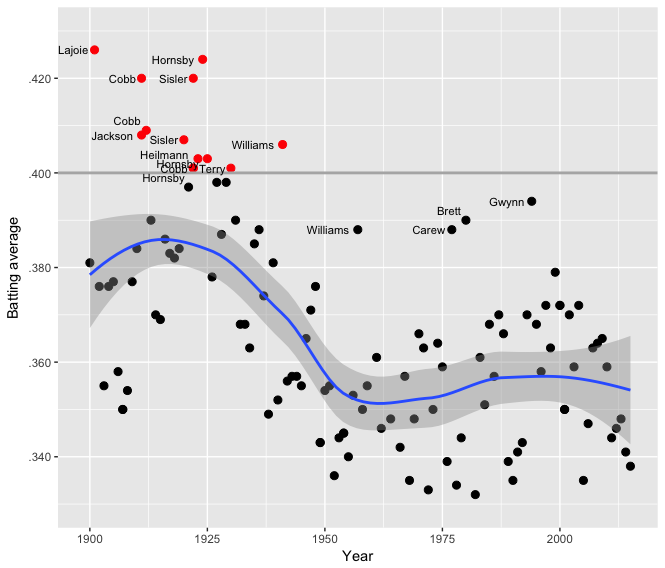 Lajoie
Hornsby
.420
Cobb
Sisler
Cobb
Jackson
Sisler
Williams
Heilmann
Hornsby
Cobb
Terry
.400
Hornsby
Gwynn
Brett
Williams
Carew
.380
.360
.340
Batting average
1900
1925
1950
1975
2000
Year